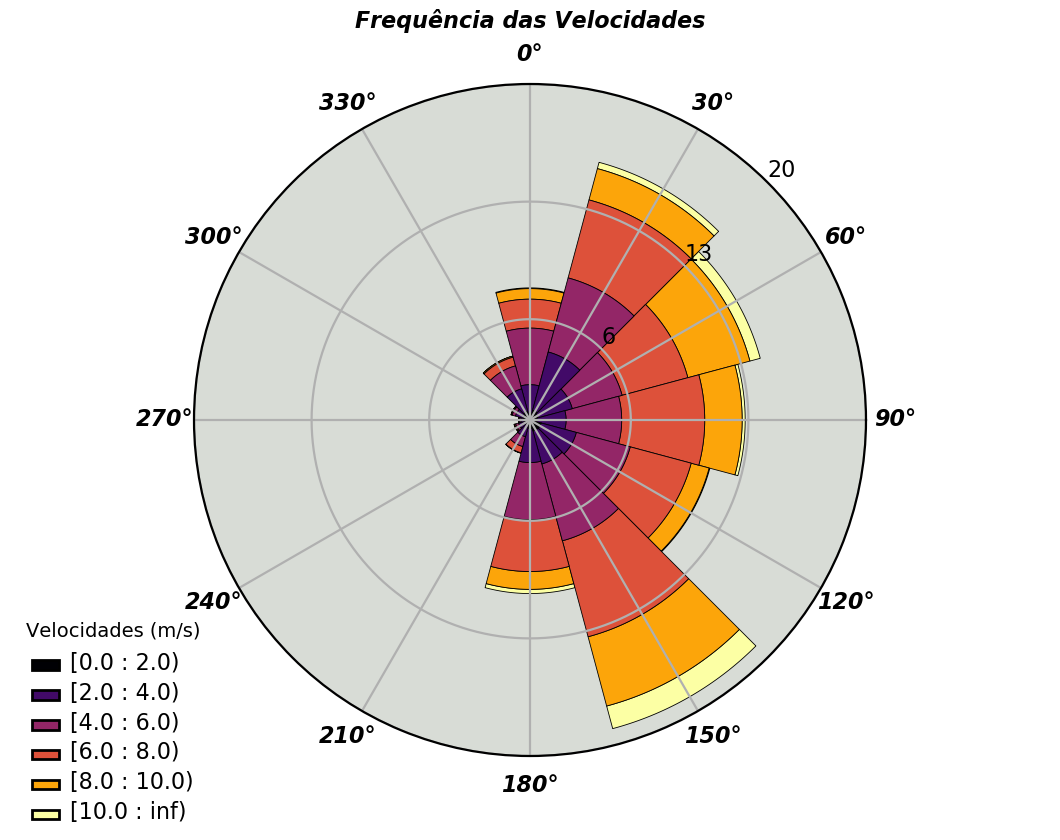 Frequência das Velocidades
0°
330°
30°
20
300°
60°
13
6
270°
90°
240°
120°
210°
150°
180°
Velocidades (m/s)
[0.0 : 2.0)
[2.0 : 4.0)
[4.0 : 6.0)
[6.0 : 8.0)
[8.0 : 10.0)
[10.0 : inf)